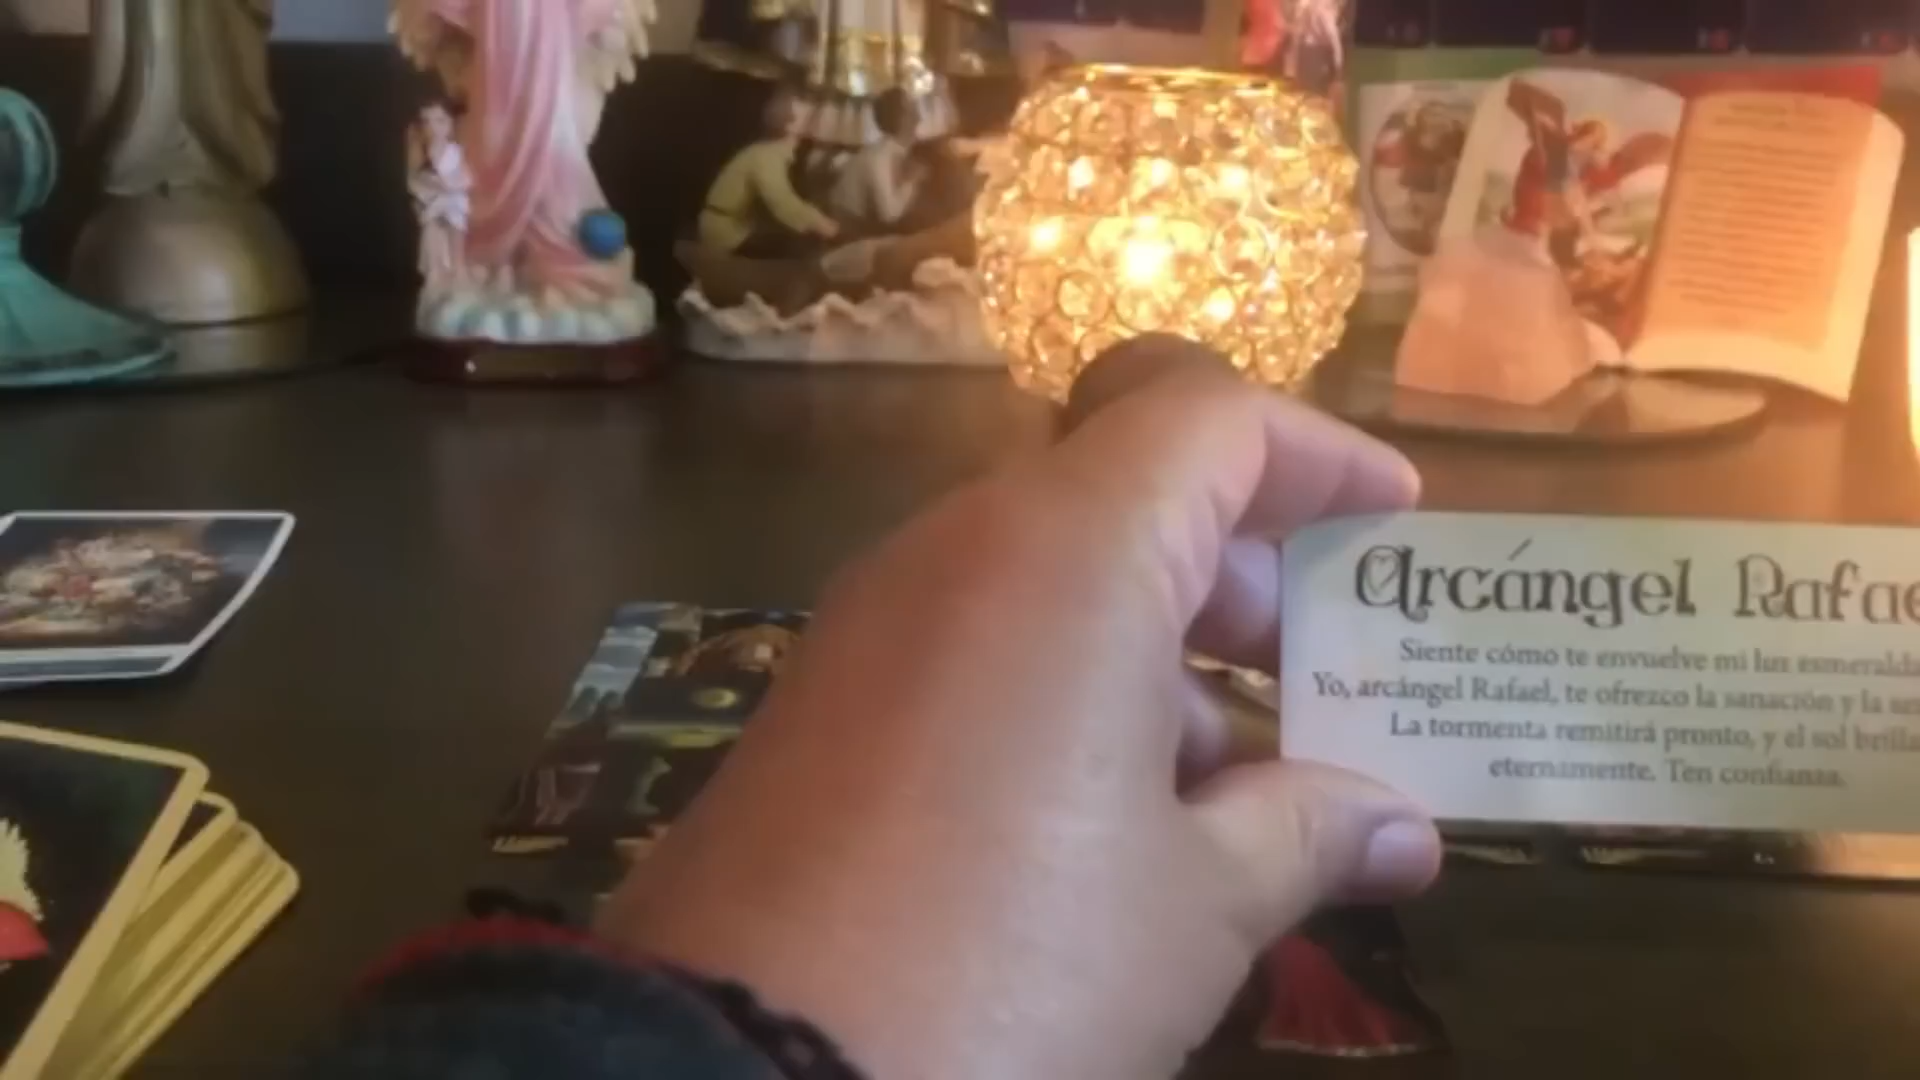 Arcángel Rafae
Siente cómo te envuelve mi luz esmeralda
Yo, arcángel Rafael, te ofrezco la sanación y la
La tormenta remitirá pronto, y el sol brilla
eternamente. Ten confianza.